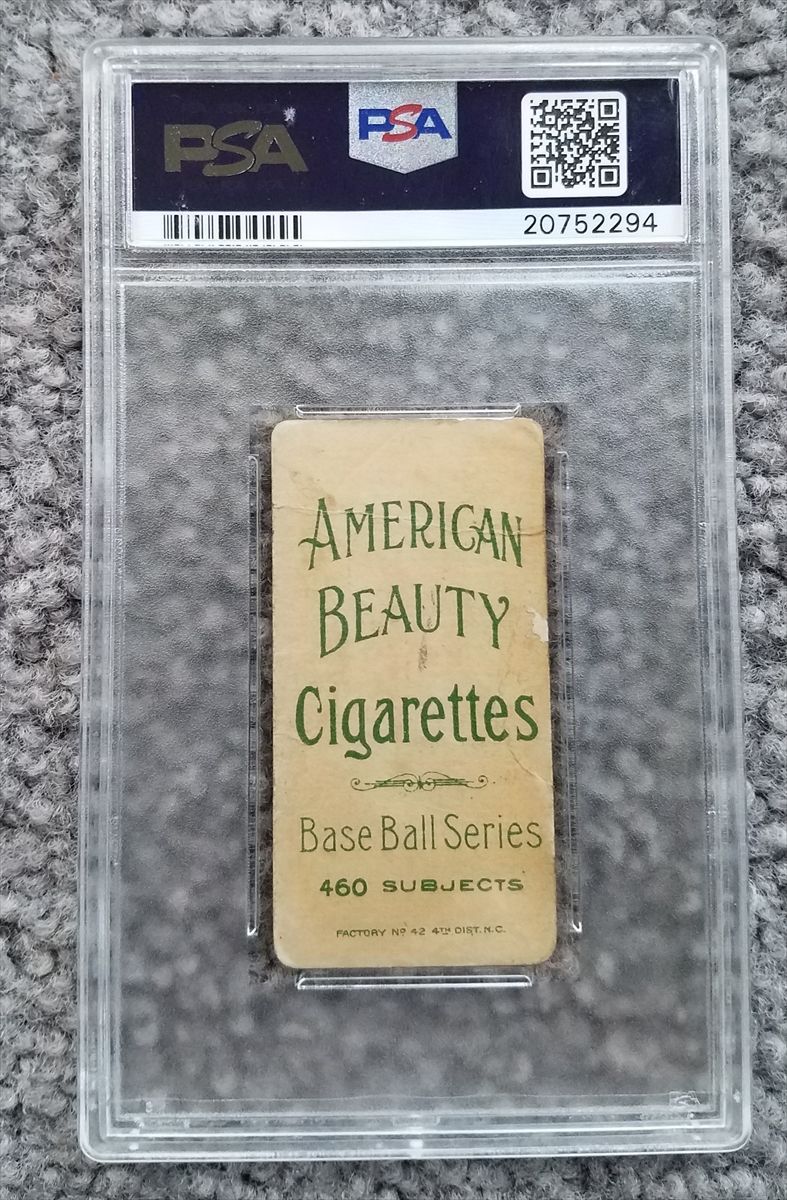 PSA PSA
20752294
AMERICAN
BEAUTY
Cigarettes
Base Ball Series
460 SUBJECTS
FACTORY Nº 42 4TH DIST. N.C.